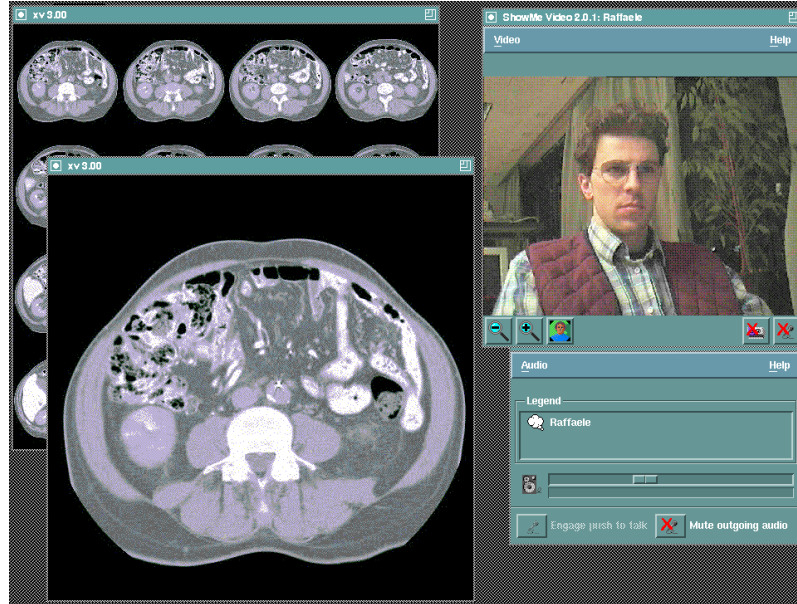 xv 3.00
xv 3.00
ShowMe Video 2.0.1: Raffaele
Video
Help
Audio
Help
Legend
Raffaele
Engage push to talk
Mute outgoing audio